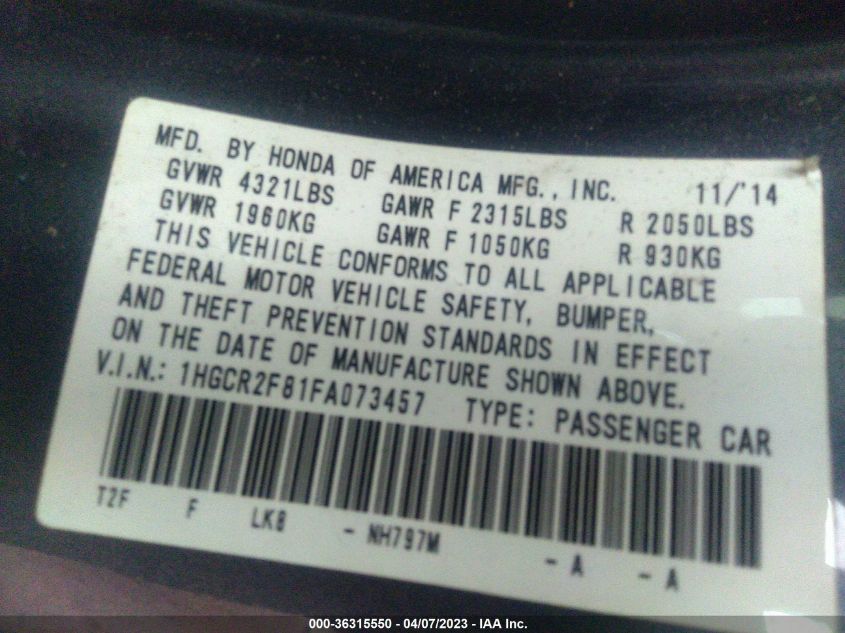 MFD. BY HONDA OF AMERICA MFG., INC. 11/'14
GVWR 4321LBS GAWR F 2315LBS R 2050LBS
GVWR 1960KG GAWR F 1050KG R 930KG
THIS VEHICLE CONFORMS TO ALL APPLICABLE
FEDERAL MOTOR VEHICLE SAFETY, BUMPER,
AND THEFT PREVENTION STANDARDS IN EFFECT
ON THE DATE OF MANUFACTURE SHOWN ABOVE.
V.I.N.: 1HGCR2F81FA073457 TYPE: PASSENGER CAR
T2F F LK8 - NH797M - A - A
000-36315550 - 04/07/2023 - IAA Inc.